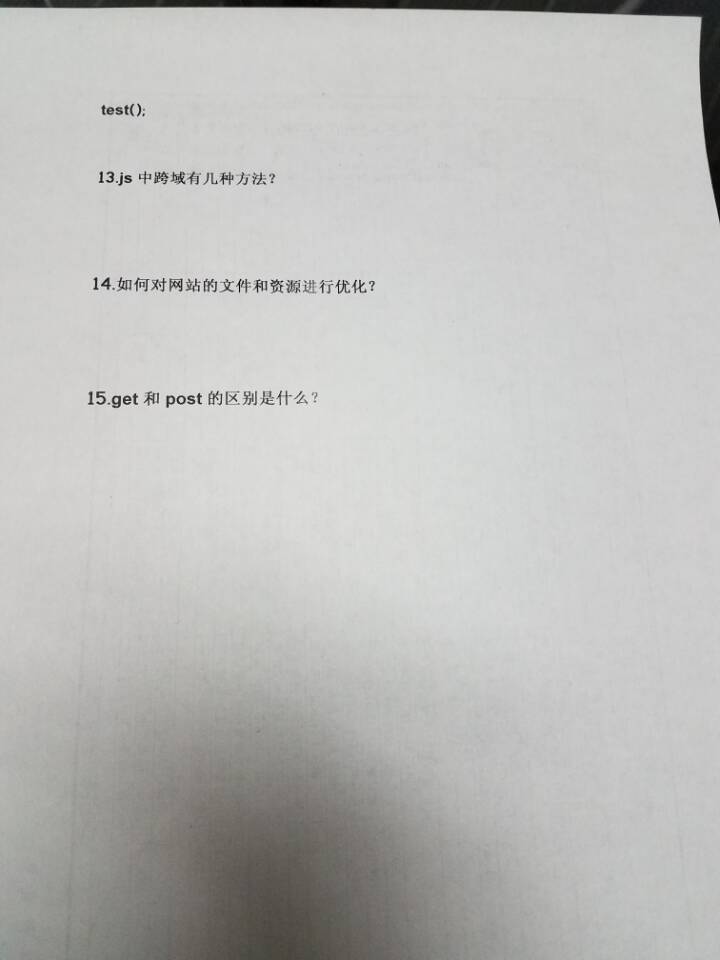 test();
13.js 中跨域有几种方法？
14.如何对网站的文件和资源进行优化？
15.get 和 post 的区别是什么？